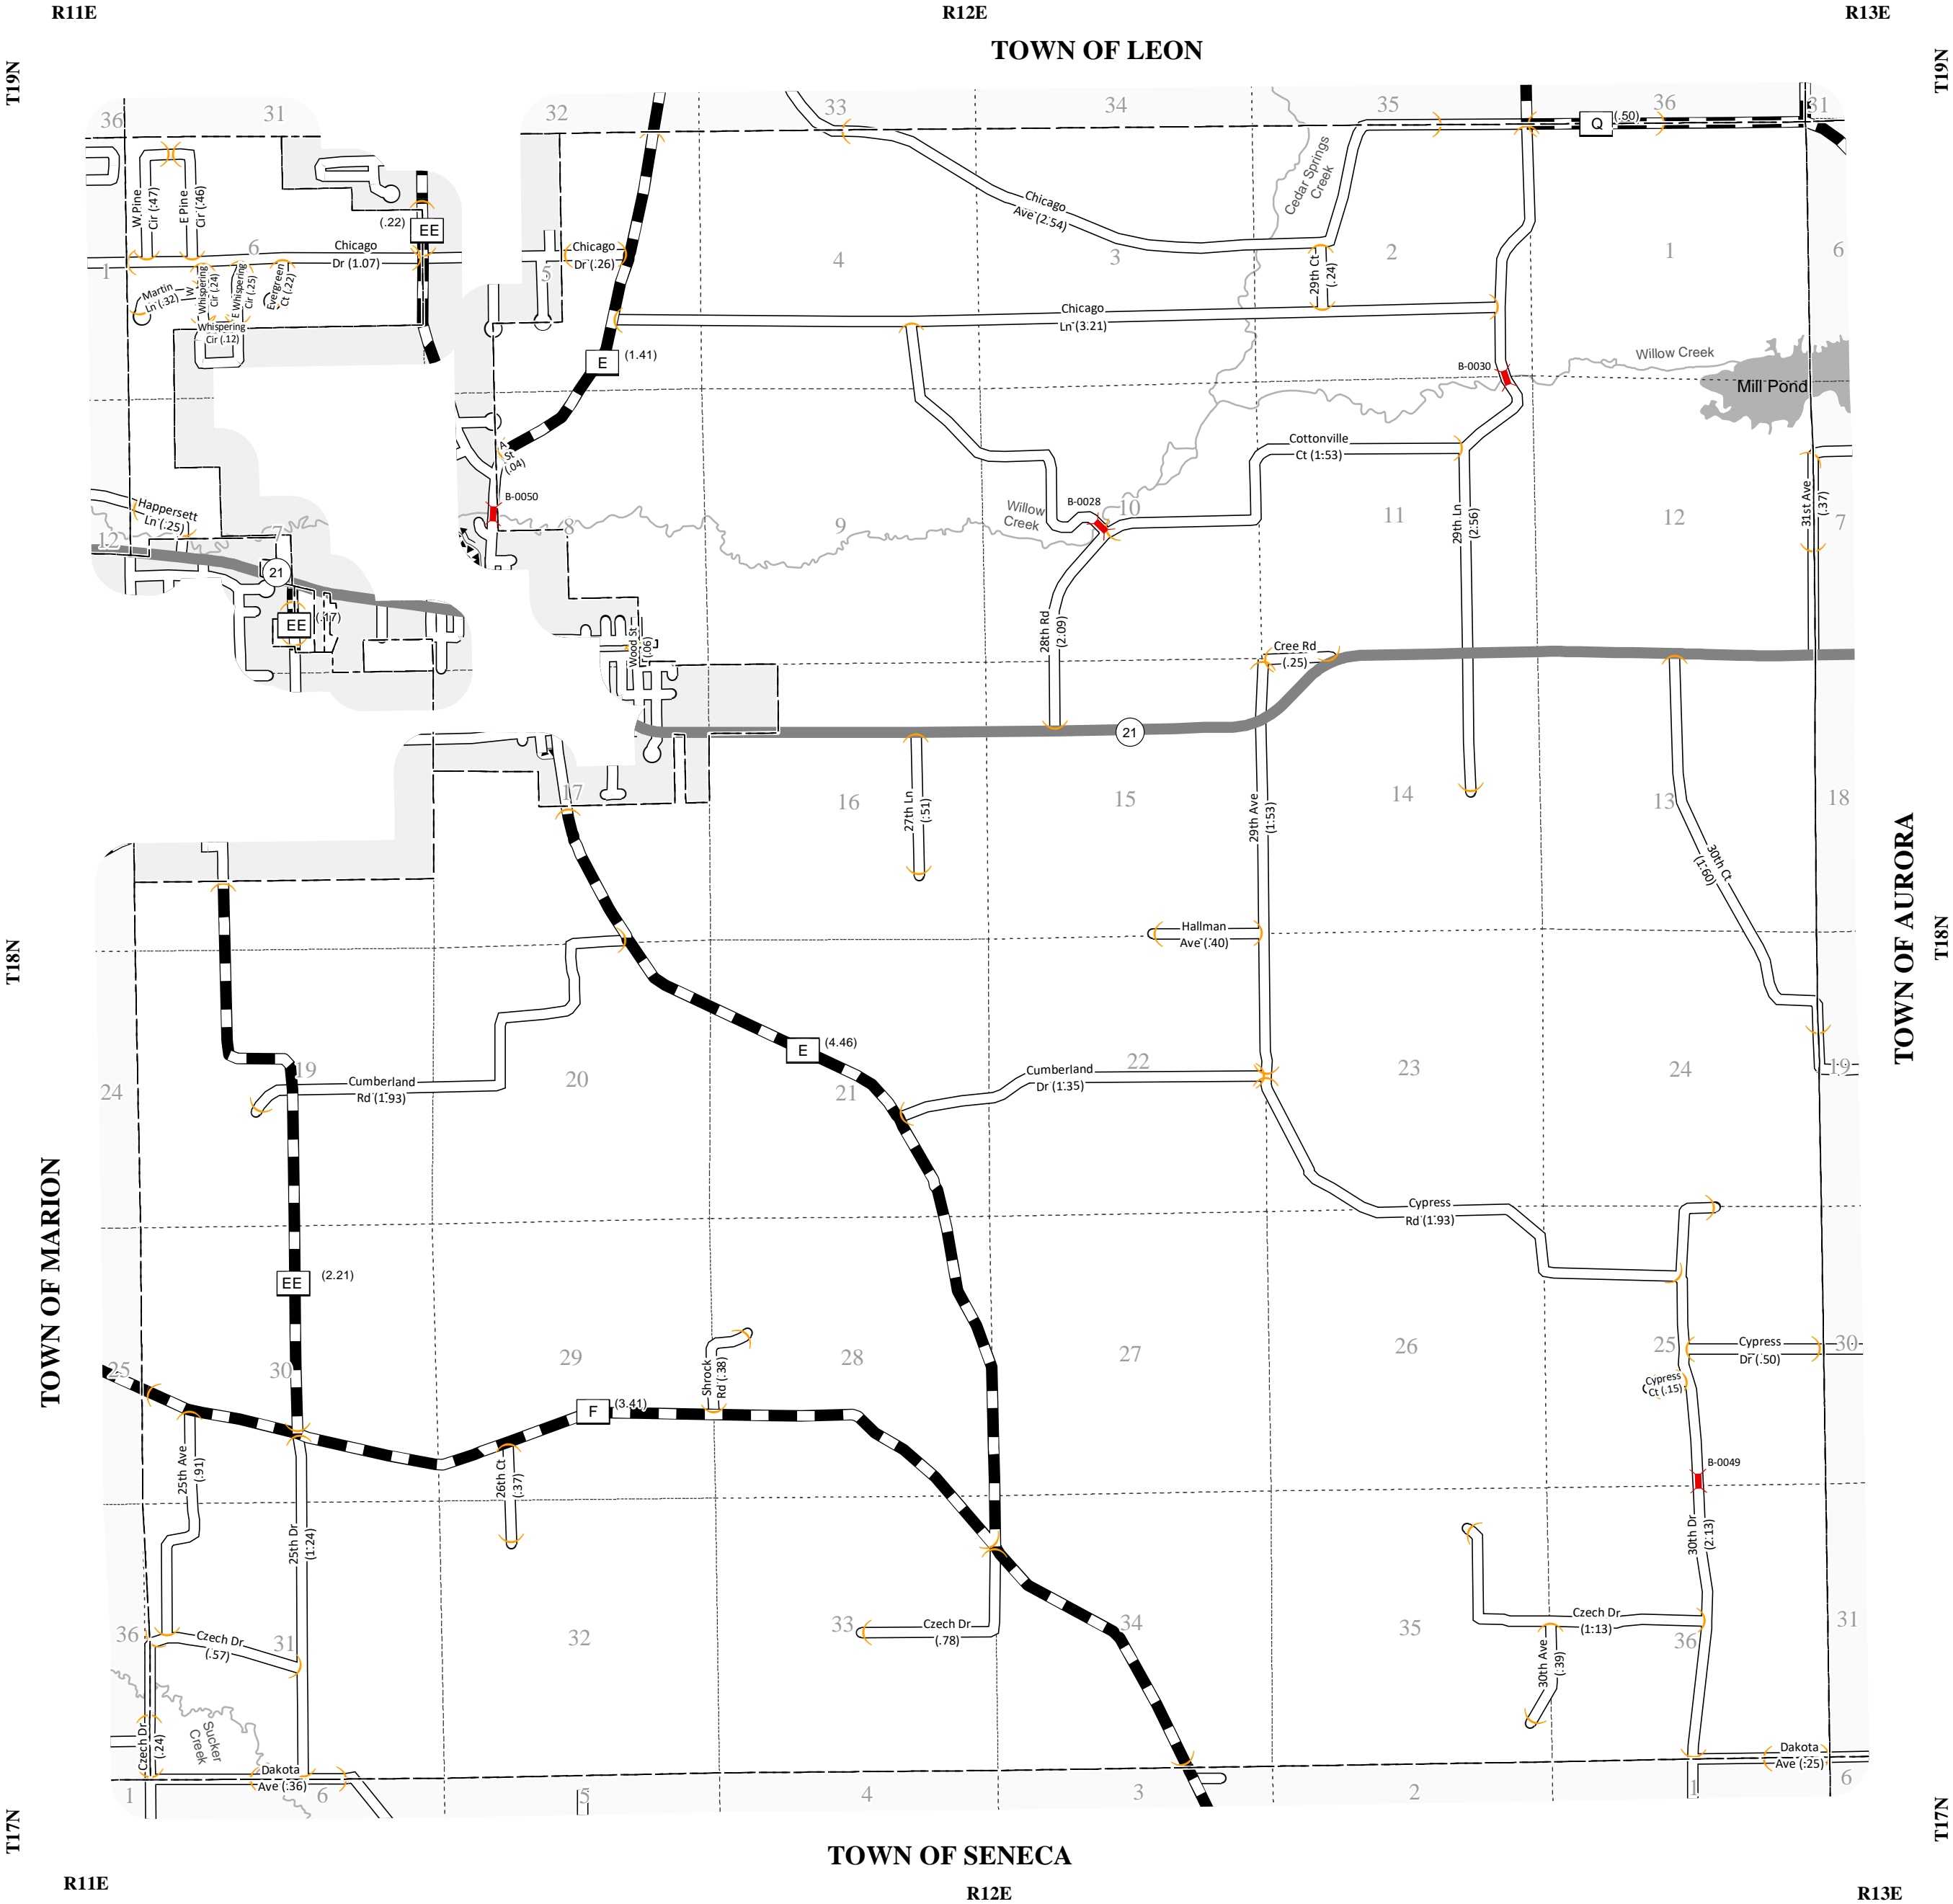 R11E
R12E
R13E
TOWN OF LEON
T19N
T19N
36
31
32
33
34
35
36
31
Q
(.50)
W Pine
Cir (.47)
E Pine
Cir (.46)
(.22)
EE
Chicago
Ave (2.54)
Cedar Springs
Creek
1
6
Chicago
Dr (1.07)
Chicago
Dr (.26)
5
4
3
29th Ct
(.24)
2
1
6
Martin
Ln (.32)
W
Whispering
Cir (.24)
E Whispering
Cir (.25)
Evergreen
Ct (.22)
Whispering
Cir (.12)
Chicago
Ln (3.21)
E
(1.41)
B-0030
Willow Creek
Mill Pond
A
St
(.04)
Cottonville
Ct (1.53)
B-0050
Happersett
Ln (.25)
12
7
8
9
Willow
Creek
B-0028
10
11
29th Ln
(2.56)
12
31st Ave
(.37)
7
21
EE
(.17)
Wood St
(.06)
28th Rd
(2.09)
Cree Rd
(.25)
21
17
16
27th Ln
(.51)
15
29th Ave
(1.53)
14
13
30th Ct
(1.60)
18
TOWN OF AURORA
T18N
T18N
Hallman
Ave (.40)
E
(4.46)
24
19
Cumberland
Rd (1.93)
20
21
Cumberland
Dr (1.35)
22
23
24
19
TOWN OF MARION
Cypress
Rd (1.93)
EE
(2.21)
25
30
29
28
27
26
25
Cypress
Dr (.50)
30
Cypress
Ct (.15)
Shrock
Rd (.38)
F
(3.41)
25th Ave
(.91)
26th Ct
(.37)
B-0049
25th Dr
(1.24)
30th Dr
(2.13)
36
Czech Dr
(.57)
31
32
33
Czech Dr
(.78)
34
35
Czech Dr
(1.13)
36
31
30th Ave
(.39)
Czech Dr
(.24)
Sucker
Creek
Dakota
Ave (.36)
Dakota
Ave (.25)
1
6
5
4
3
2
1
6
T17N
T17N
TOWN OF SENECA
R11E
R12E
R13E